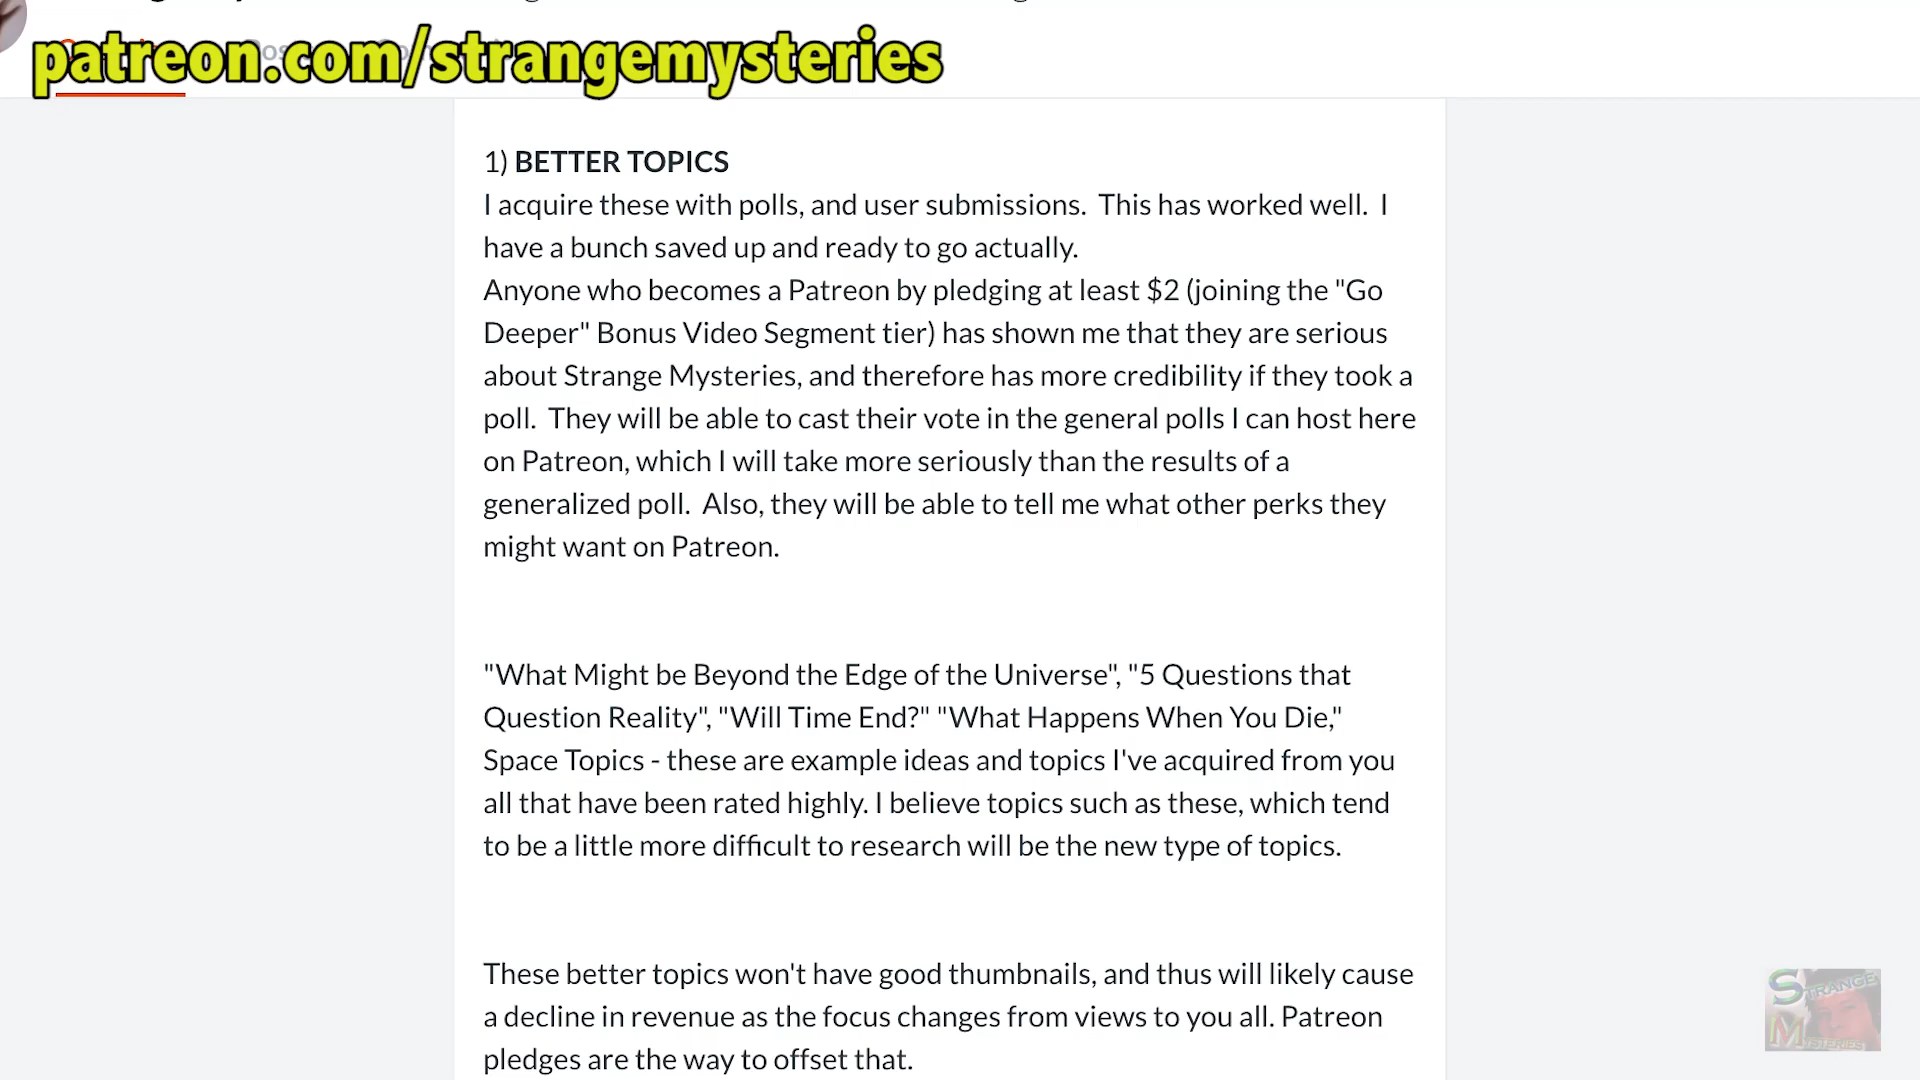 patreon.com/strangemysteries
1) BETTER TOPICS
I acquire these with polls, and user submissions.  This has worked well.  I
have a bunch saved up and ready to go actually.
Anyone who becomes a Patreon by pledging at least $2 (joining the "Go
Deeper" Bonus Video Segment tier) has shown me that they are serious
about Strange Mysteries, and therefore has more credibility if they took a
poll.  They will be able to cast their vote in the general polls I can host here
on Patreon, which I will take more seriously than the results of a
generalized poll.  Also, they will be able to tell me what other perks they
might want on Patreon.
"What Might be Beyond the Edge of the Universe", "5 Questions that
Question Reality", "Will Time End?" "What Happens When You Die,"
Space Topics - these are example ideas and topics I've acquired from you
all that have been rated highly. I believe topics such as these, which tend
to be a little more difficult to research will be the new type of topics.
These better topics won't have good thumbnails, and thus will likely cause
a decline in revenue as the focus changes from views to you all. Patreon
pledges are the way to offset that.
STRANGE
MYSTERIES